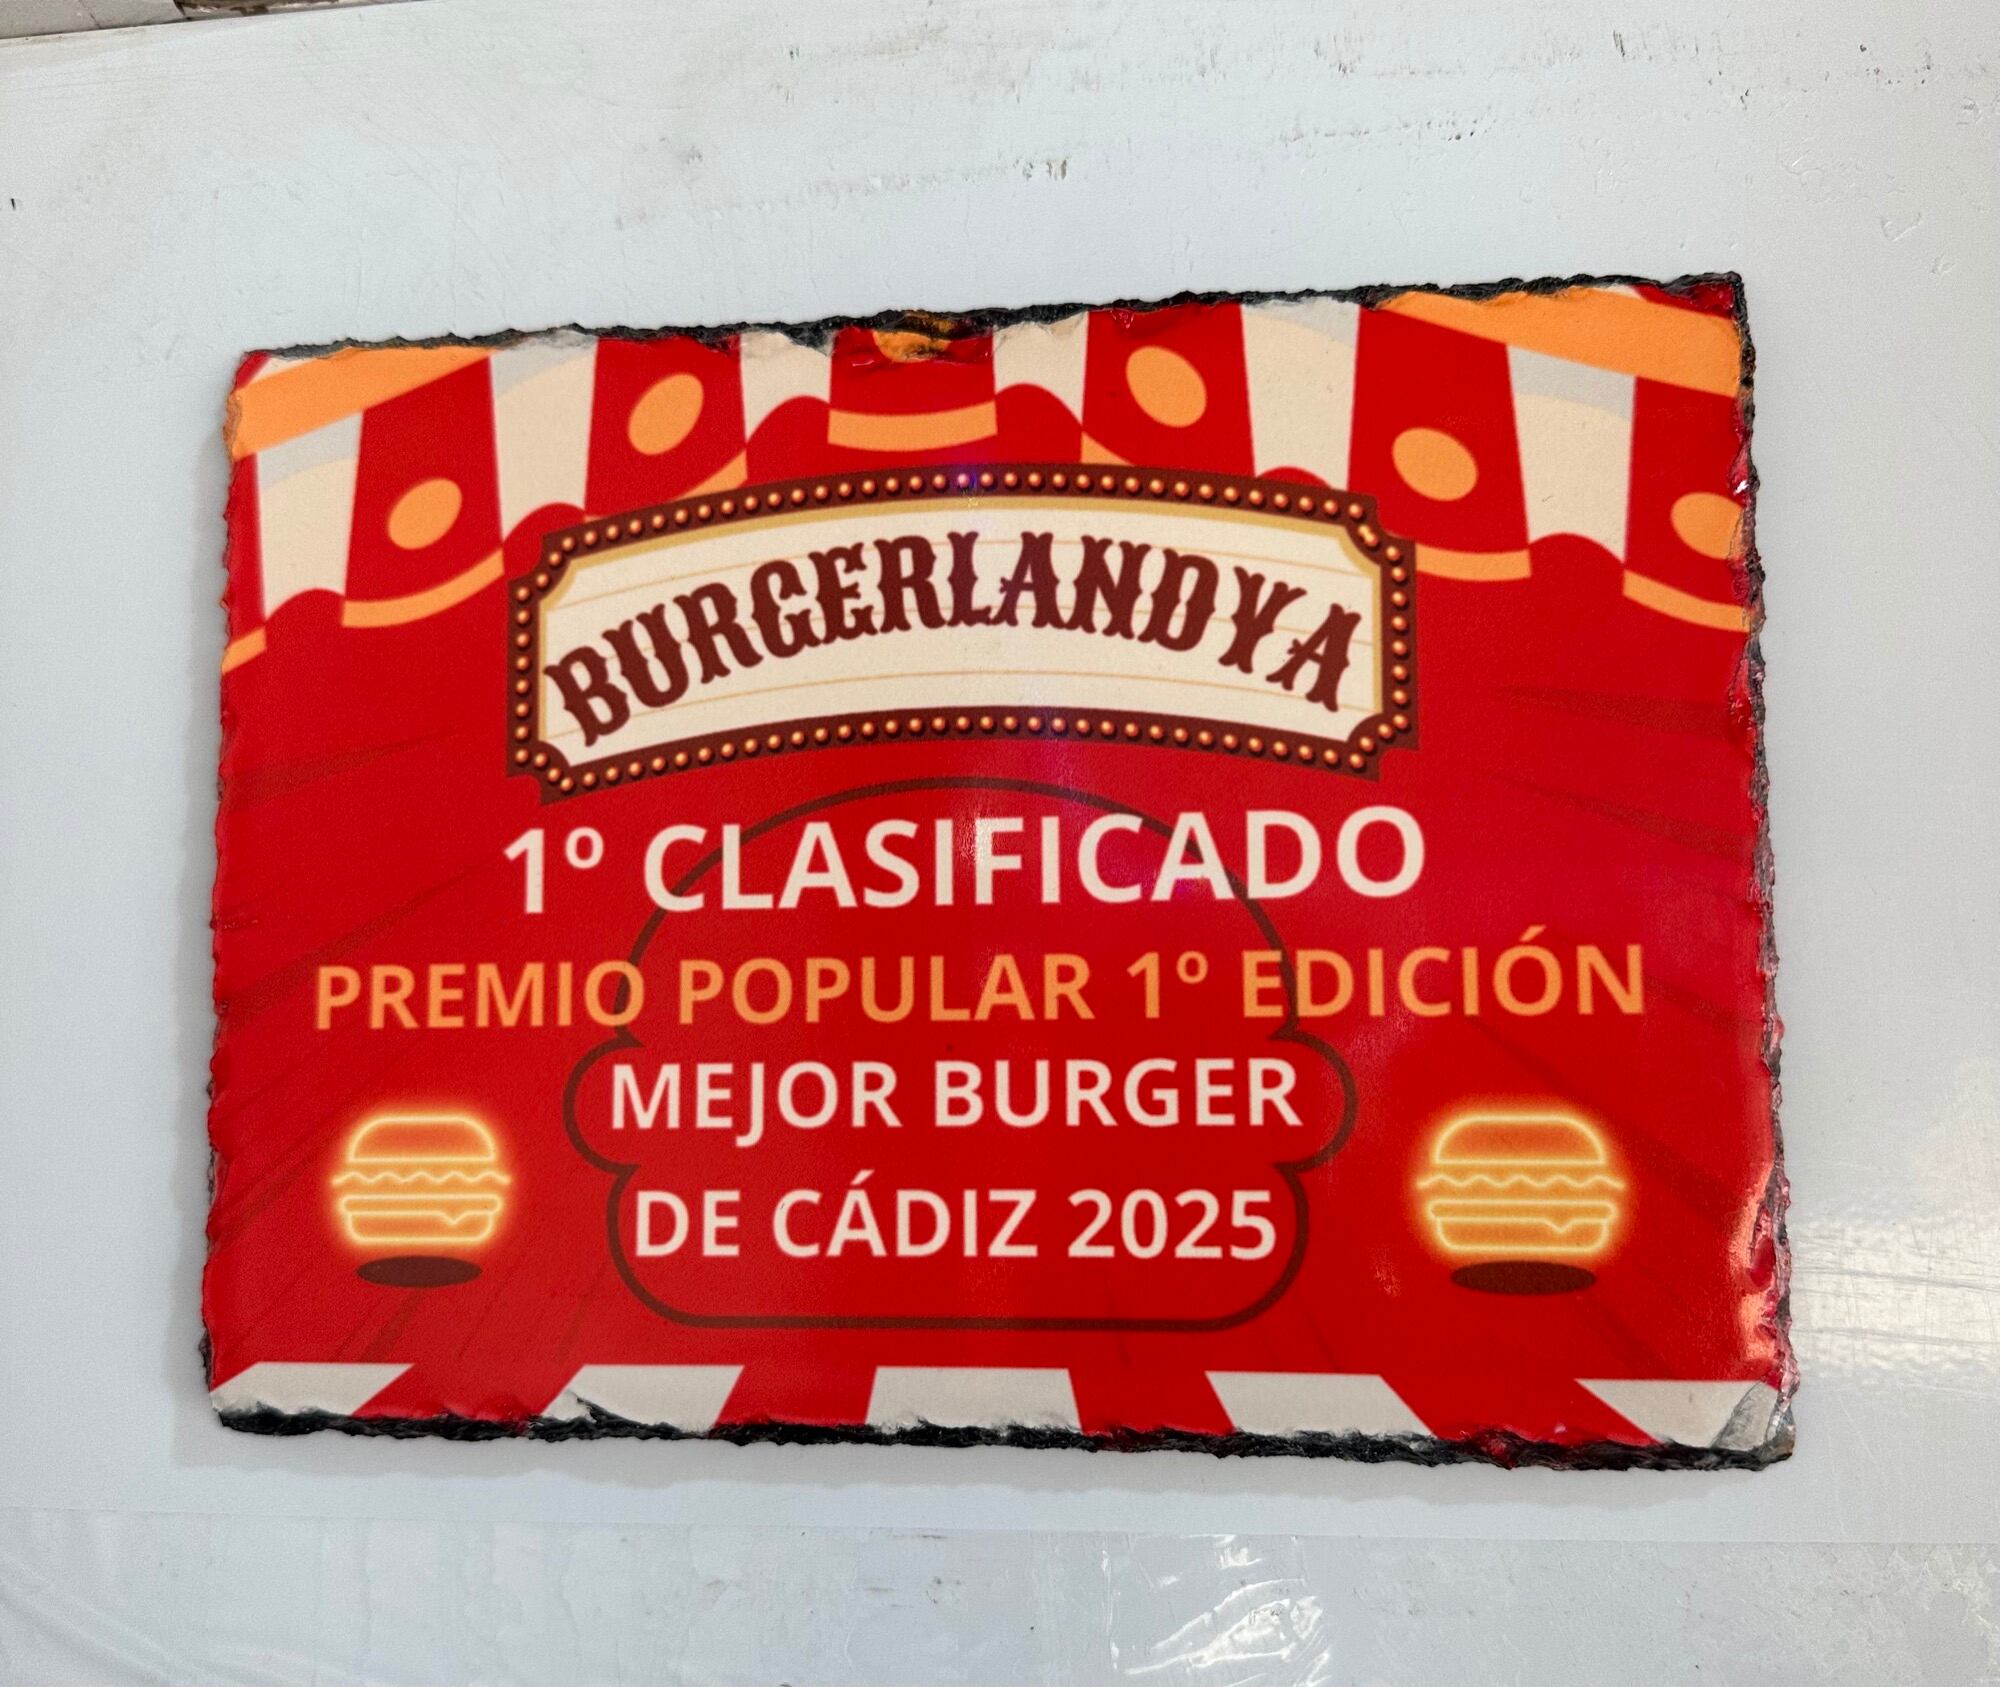 BURGERLANDYA
1º CLASIFICADO
PREMIO POPULAR 1º EDICIÓN
MEJOR BURGER
DE CÁDIZ 2025